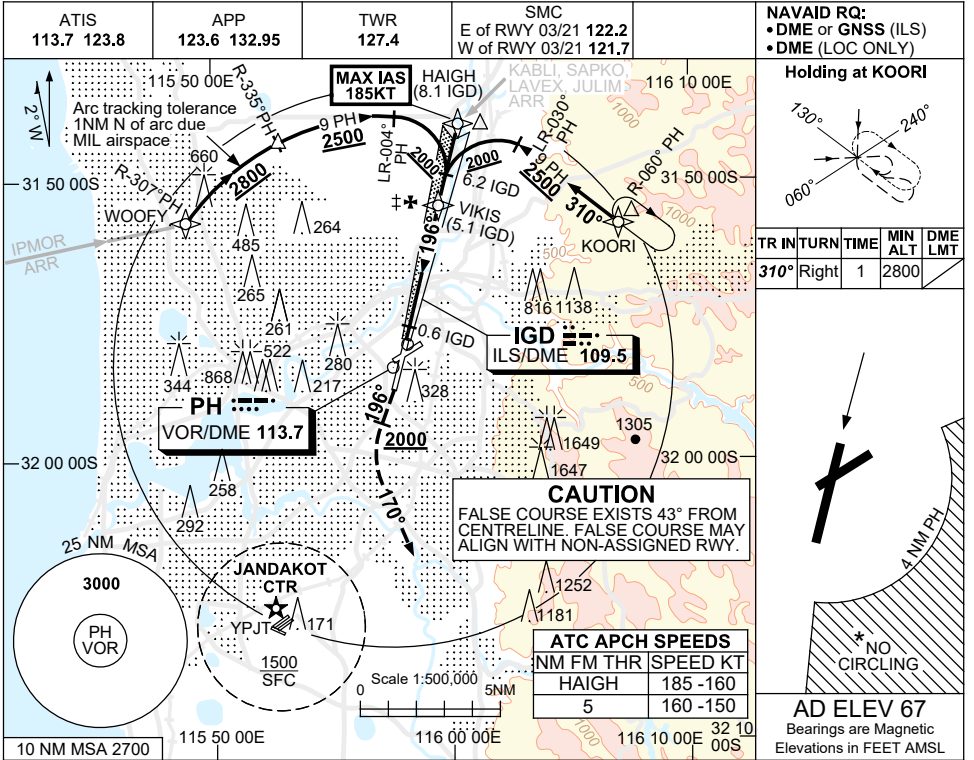 ATIS
113.7 123.8
APP
123.6 132.95
TWR
127.4
SMC
E of RWY 03/21 122.2
W of RWY 03/21 121.7
NAVAID RQ:
• DME or GNSS (ILS)
• DME (LOC ONLY)
2° W
115 50 00E
R-335°PH
MAX IAS
185KT
HAIGH
(8.1 IGD)
KABLI, SAPKO,
LAVEX, JULIM
ARR
116 10 00E
Arc tracking tolerance
1NM N of arc due
MIL airspace
9 PH
2500
LR-004°
PH
LR-030°
PH
1000
31 50 00S
660
2800
R-307°PH
2000
2000
6.2 IGD
9 PH
2500
R-060° PH
31 50 00S
310°
1000
WOOFY
IPMOR
ARR
485
264
VIKIS
(5.1 IGD)
KOORI
196°
500
265
816
1138
261
0.6 IGD
IGD
ILS/DME 109.5
344
868
522
280
217
328
500
PH
VOR/DME 113.7
196°
2000
1649
1305
1647
32 00 00S
32 00 00S
258
292
170°
CAUTION
FALSE COURSE EXISTS 43° FROM
CENTRELINE. FALSE COURSE MAY
ALIGN WITH NON-ASSIGNED RWY.
25 NM MSA
3000
PH
VOR
JANDAKOT
CTR
YPJT
171
1500
SFC
1252
1181
ATC APCH SPEEDS
NM FM THR SPEED KT
HAIGH 185 -160
5 160 -150
Scale 1:500,000
0 5NM
10 NM MSA 2700
115 50 00E
116 00 00E
1000
116 10 00E
32 10
00S
Holding at KOORI
130°
240°
060°
TR IN TURN TIME MIN ALT DME LMT
310° Right 1 2800
4 NM PH
*NO
CIRCLING
AD ELEV 67
Bearings are Magnetic
Elevations in FEET AMSL